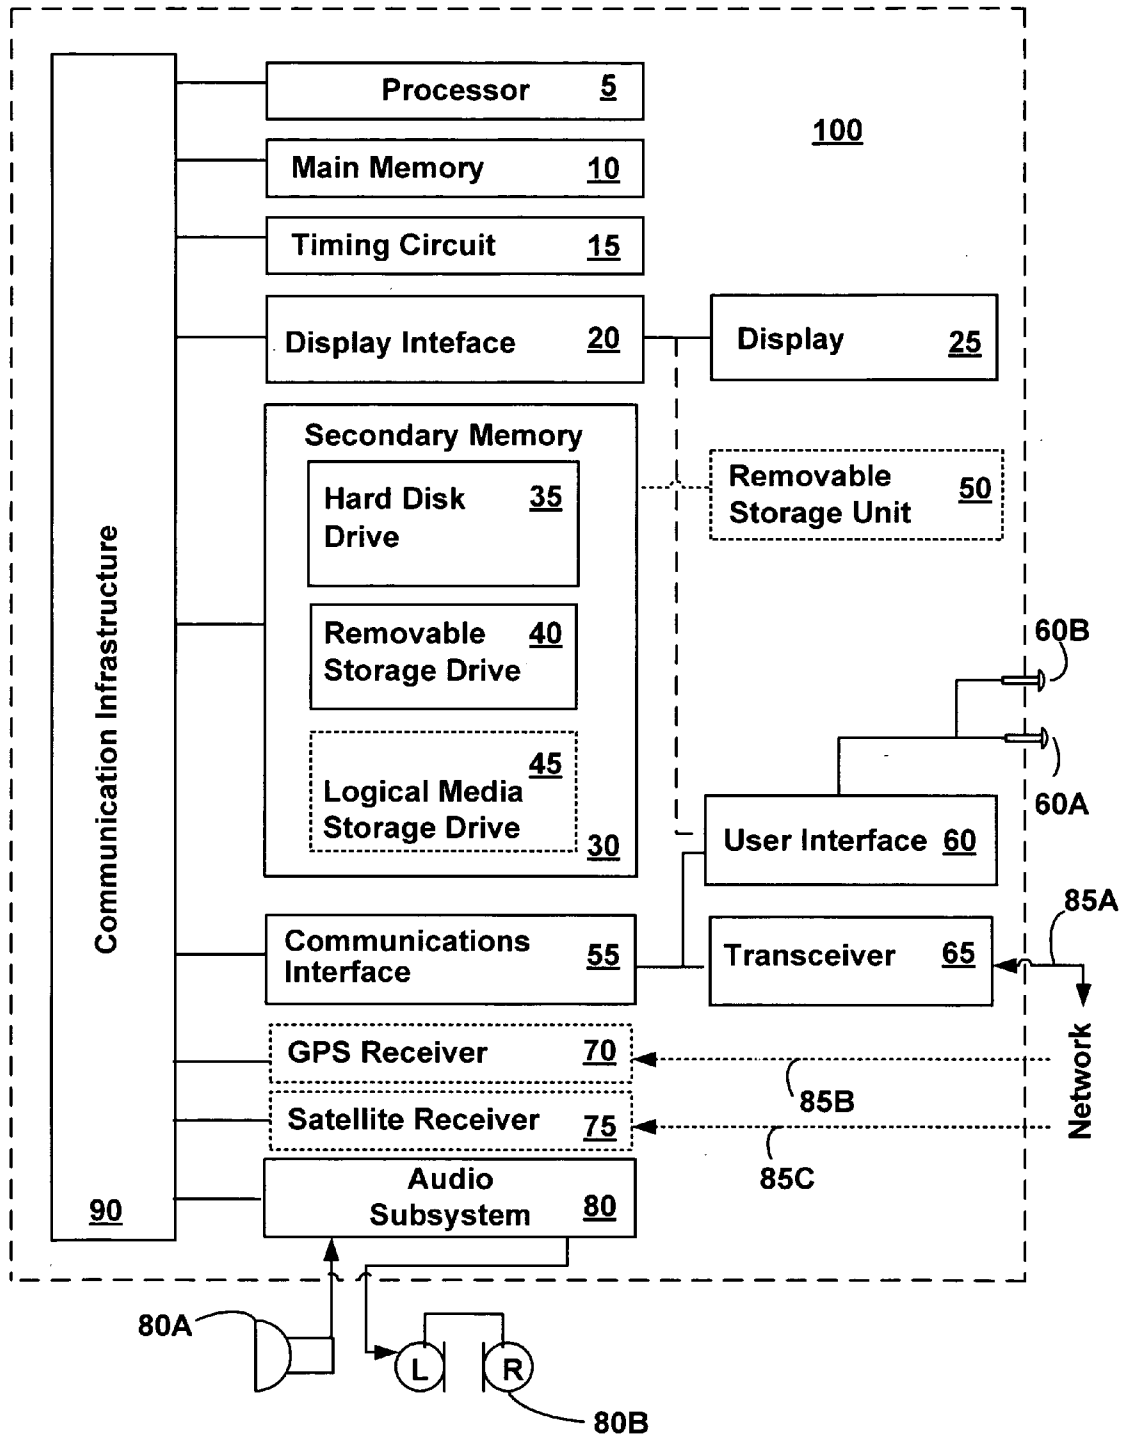 Processor 5
100
Main Memory 10
Timing Circuit 15
Display Inteface 20
Display 25
Secondary Memory
Hard Disk 35
Drive
Removable 50
Storage Unit
Removable 40
Storage Drive
60B
45
Logical Media
Storage Drive
30
60A
User Interface 60
Communication Infrastructure
90
85A
Communications
Interface 55
Transceiver 65
Network
GPS Receiver 70
85B
Satellite Receiver 75
85C
Audio
Subsystem 80
80A
L R
80B